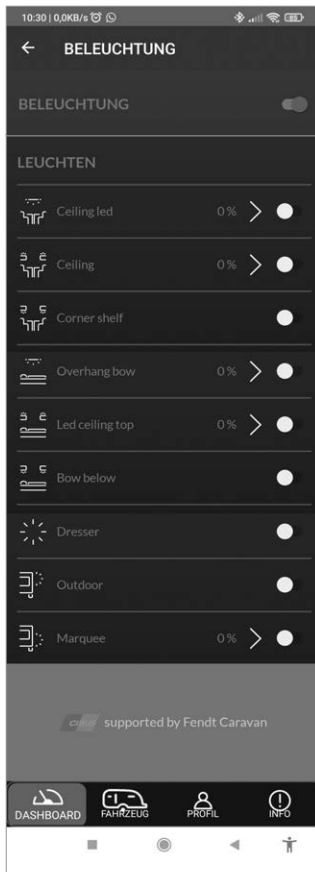 10:30 | 0,0KB/s
BELEUCHTUNG
BELEUCHTUNG
LEUCHTEN
Ceiling led 0 %
Ceiling 0 %
Corner shelf
Overhang bow 0 %
Led ceiling top 0 %
Bow below
Dresser
Outdoor
Marquee 0 %
supported by Fendt Caravan
DASHBOARD FAHRZEUG PROFIL INFO